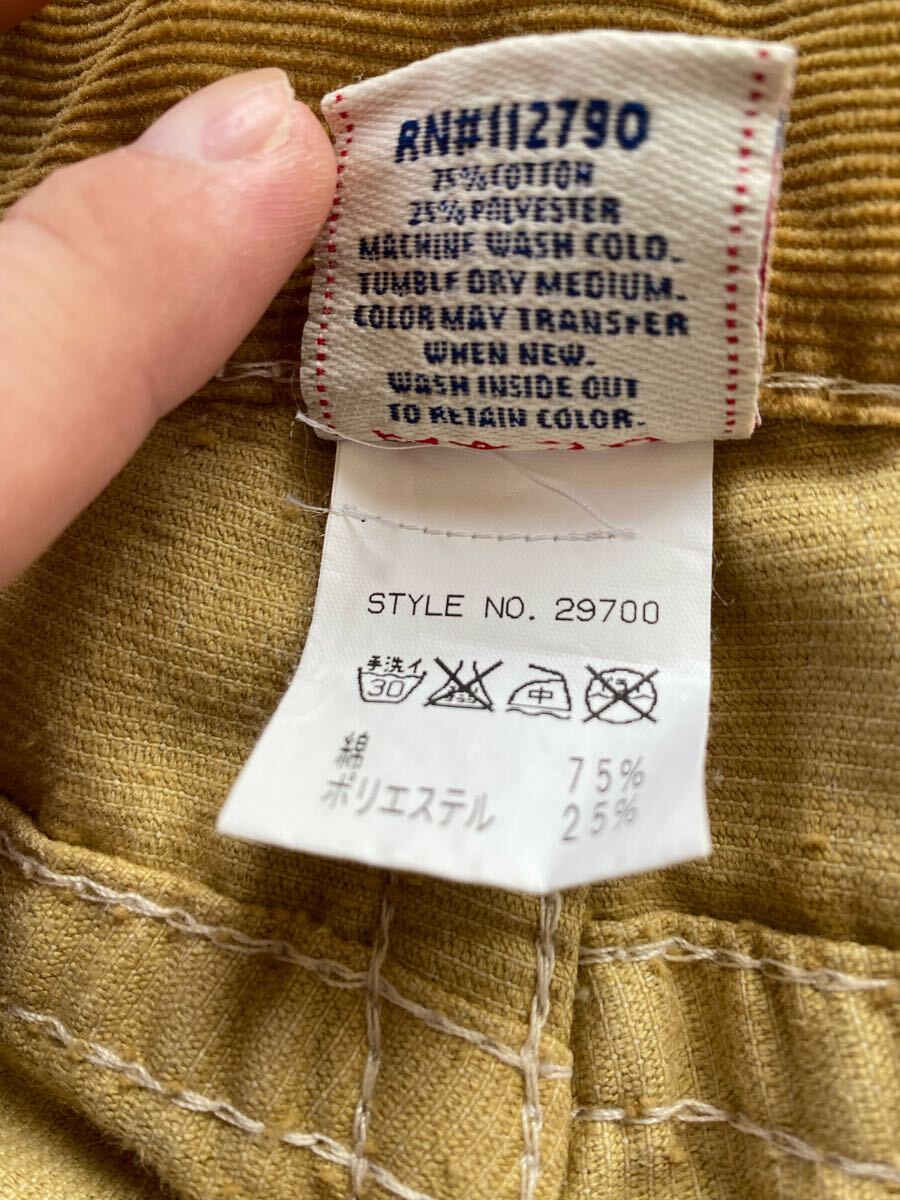 RN#112790
75% COTTON
25% POLYESTER
MACHINE WASH COLD.
TUMBLE DRY MEDIUM.
COLOR MAY TRANSFER
WHEN NEW.
WASH INSIDE OUT
TO RETAIN COLOR.
STYLE NO. 29700
手洗イ
30
中
綿 75%
ポリエステル 25%